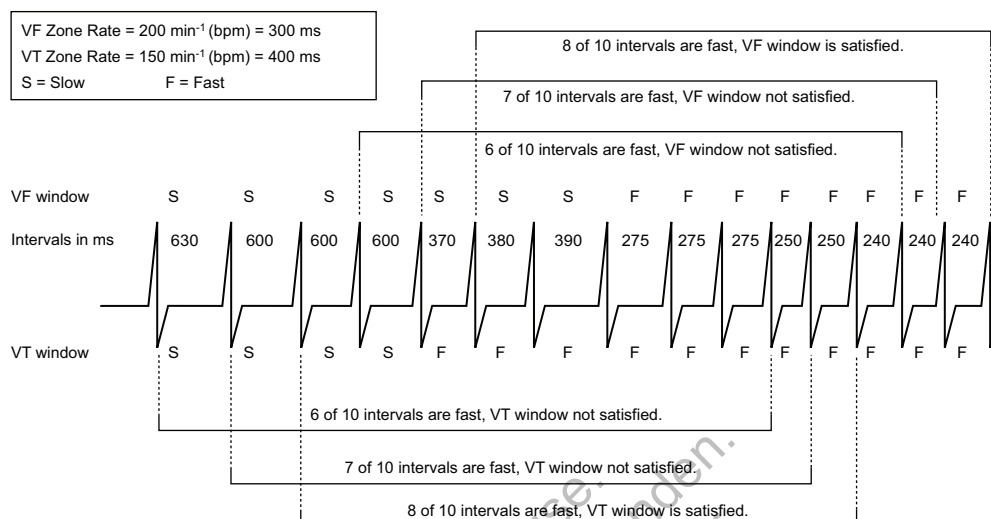 VF Zone Rate = 200 min-1 (bpm) = 300 ms
VT Zone Rate = 150 min-1 (bpm) = 400 ms
S = Slow F = Fast
8 of 10 intervals are fast, VF window is satisfied.
7 of 10 intervals are fast, VF window not satisfied.
6 of 10 intervals are fast, VF window not satisfied.
VF window S S S S S S S F F F F F F F F
Intervals in ms 630 600 600 600 370 380 390 275 275 275 250 250 240 240 240
VT window S S S S F F F F F F F F F F F
6 of 10 intervals are fast, VT window not satisfied.
7 of 10 intervals are fast, VT window not satisfied.
8 of 10 intervals are fast, VT window is satisfied.